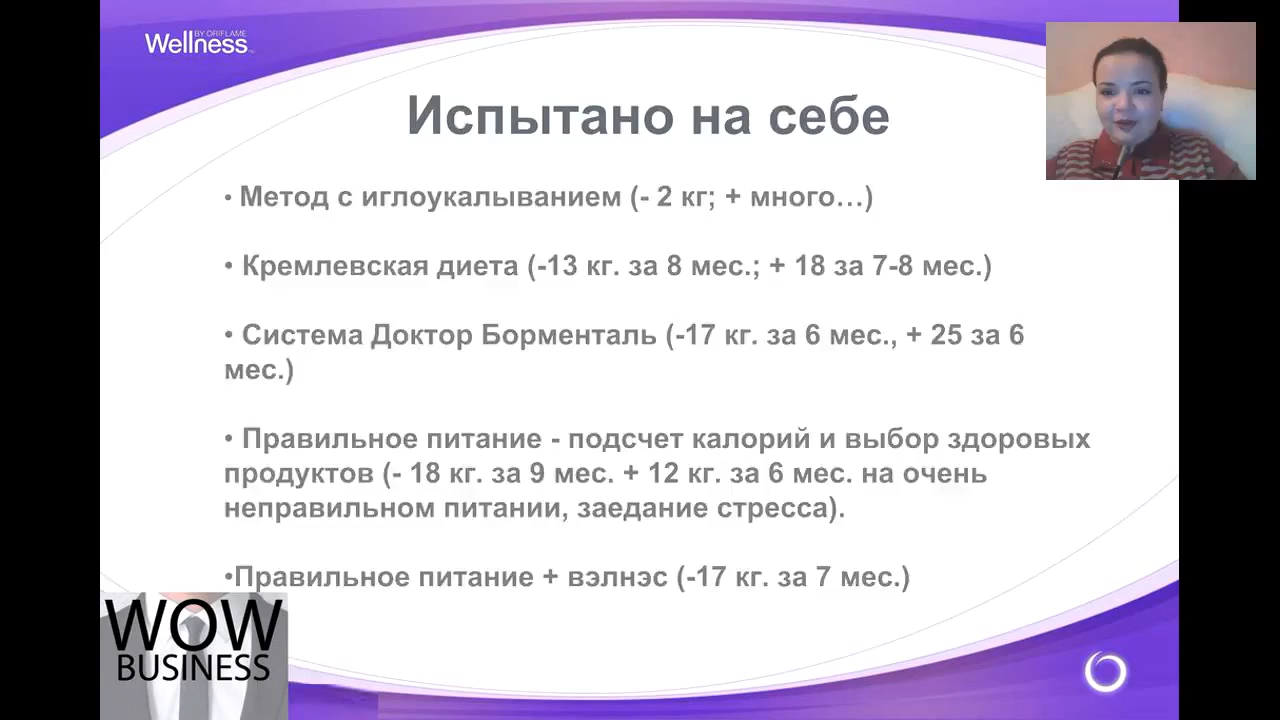 BY ORIFLAME
Wellness
Испытано на себе
• Метод с иглоукалыванием (- 2 кг; + много…)
• Кремлевская диета (-13 кг. за 8 мес.; + 18 за 7-8 мес.)
• Система Доктор Борменталь (-17 кг. за 6 мес., + 25 за 6
мес.)
• Правильное питание - подсчет калорий и выбор здоровых
продуктов (- 18 кг. за 9 мес. + 12 кг. за 6 мес. на очень
неправильном питании, заедание стресса).
•Правильное питание + вэлнэс (-17 кг. за 7 мес.)
WOW
BUSINESS